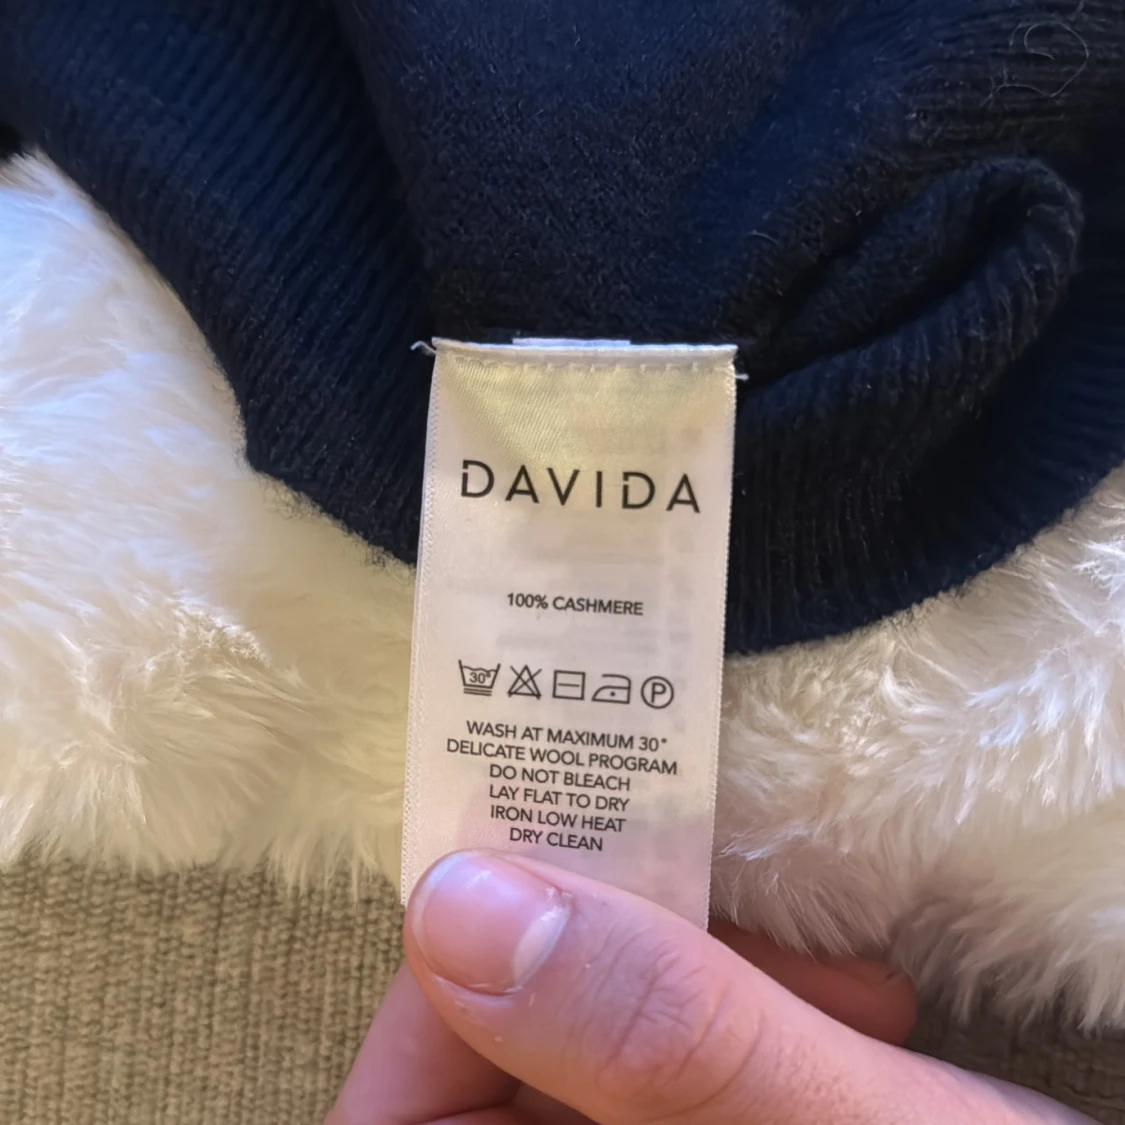 DAVIDA
100% CASHMERE
30°
P
WASH AT MAXIMUM 30°
DELICATE WOOL PROGRAM
DO NOT BLEACH
LAY FLAT TO DRY
IRON LOW HEAT
DRY CLEAN